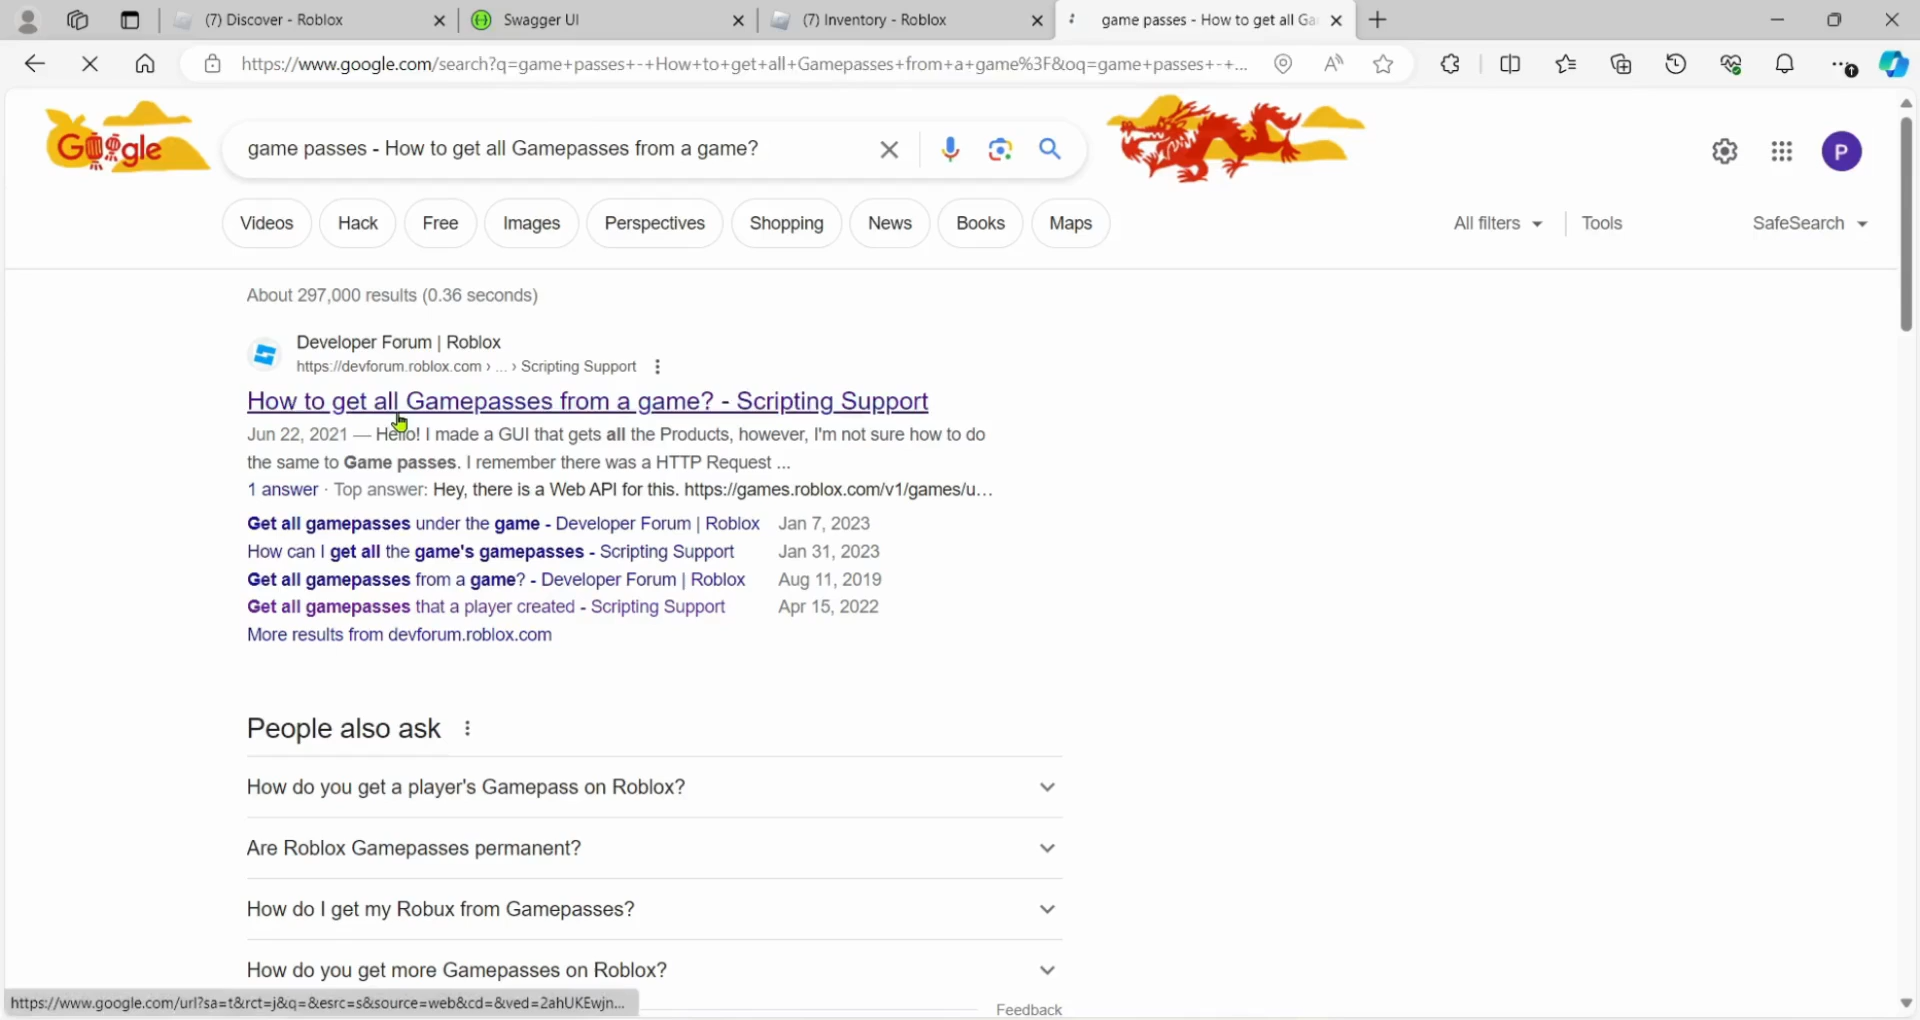 (7) Discover - Roblox
Swagger UI
(7) Inventory - Roblox
game passes - How to get all Ga
https://www.google.com/search?q=game+passes+-+How+to+get+all+Gamepasses+from+a+game%3F&oq=game+passes+-+...
Google
game passes - How to get all Gamepasses from a game?
P
Videos
Hack
Free
Images
Perspectives
Shopping
News
Books
Maps
All filters
Tools
SafeSearch
About 297,000 results (0.36 seconds)
Developer Forum | Roblox
https://devforum.roblox.com › ... › Scripting Support
How to get all Gamepasses from a game? - Scripting Support
Jun 22, 2021 — Hello! I made a GUI that gets all the Products, however, I'm not sure how to do
the same to Game passes. I remember there was a HTTP Request ...
1 answer · Top answer: Hey, there is a Web API for this. https://games.roblox.com/v1/games/u...
Get all gamepasses under the game - Developer Forum | Roblox Jan 7, 2023
How can I get all the game's gamepasses - Scripting Support Jan 31, 2023
Get all gamepasses from a game? - Developer Forum | Roblox Aug 11, 2019
Get all gamepasses that a player created - Scripting Support Apr 15, 2022
More results from devforum.roblox.com
People also ask
How do you get a player's Gamepass on Roblox?
Are Roblox Gamepasses permanent?
How do I get my Robux from Gamepasses?
How do you get more Gamepasses on Roblox?
https://www.google.com/url?sa=t&rct=j&q=&esrc=s&source=web&cd=&ved=2ahUKEwjn...
Feedback